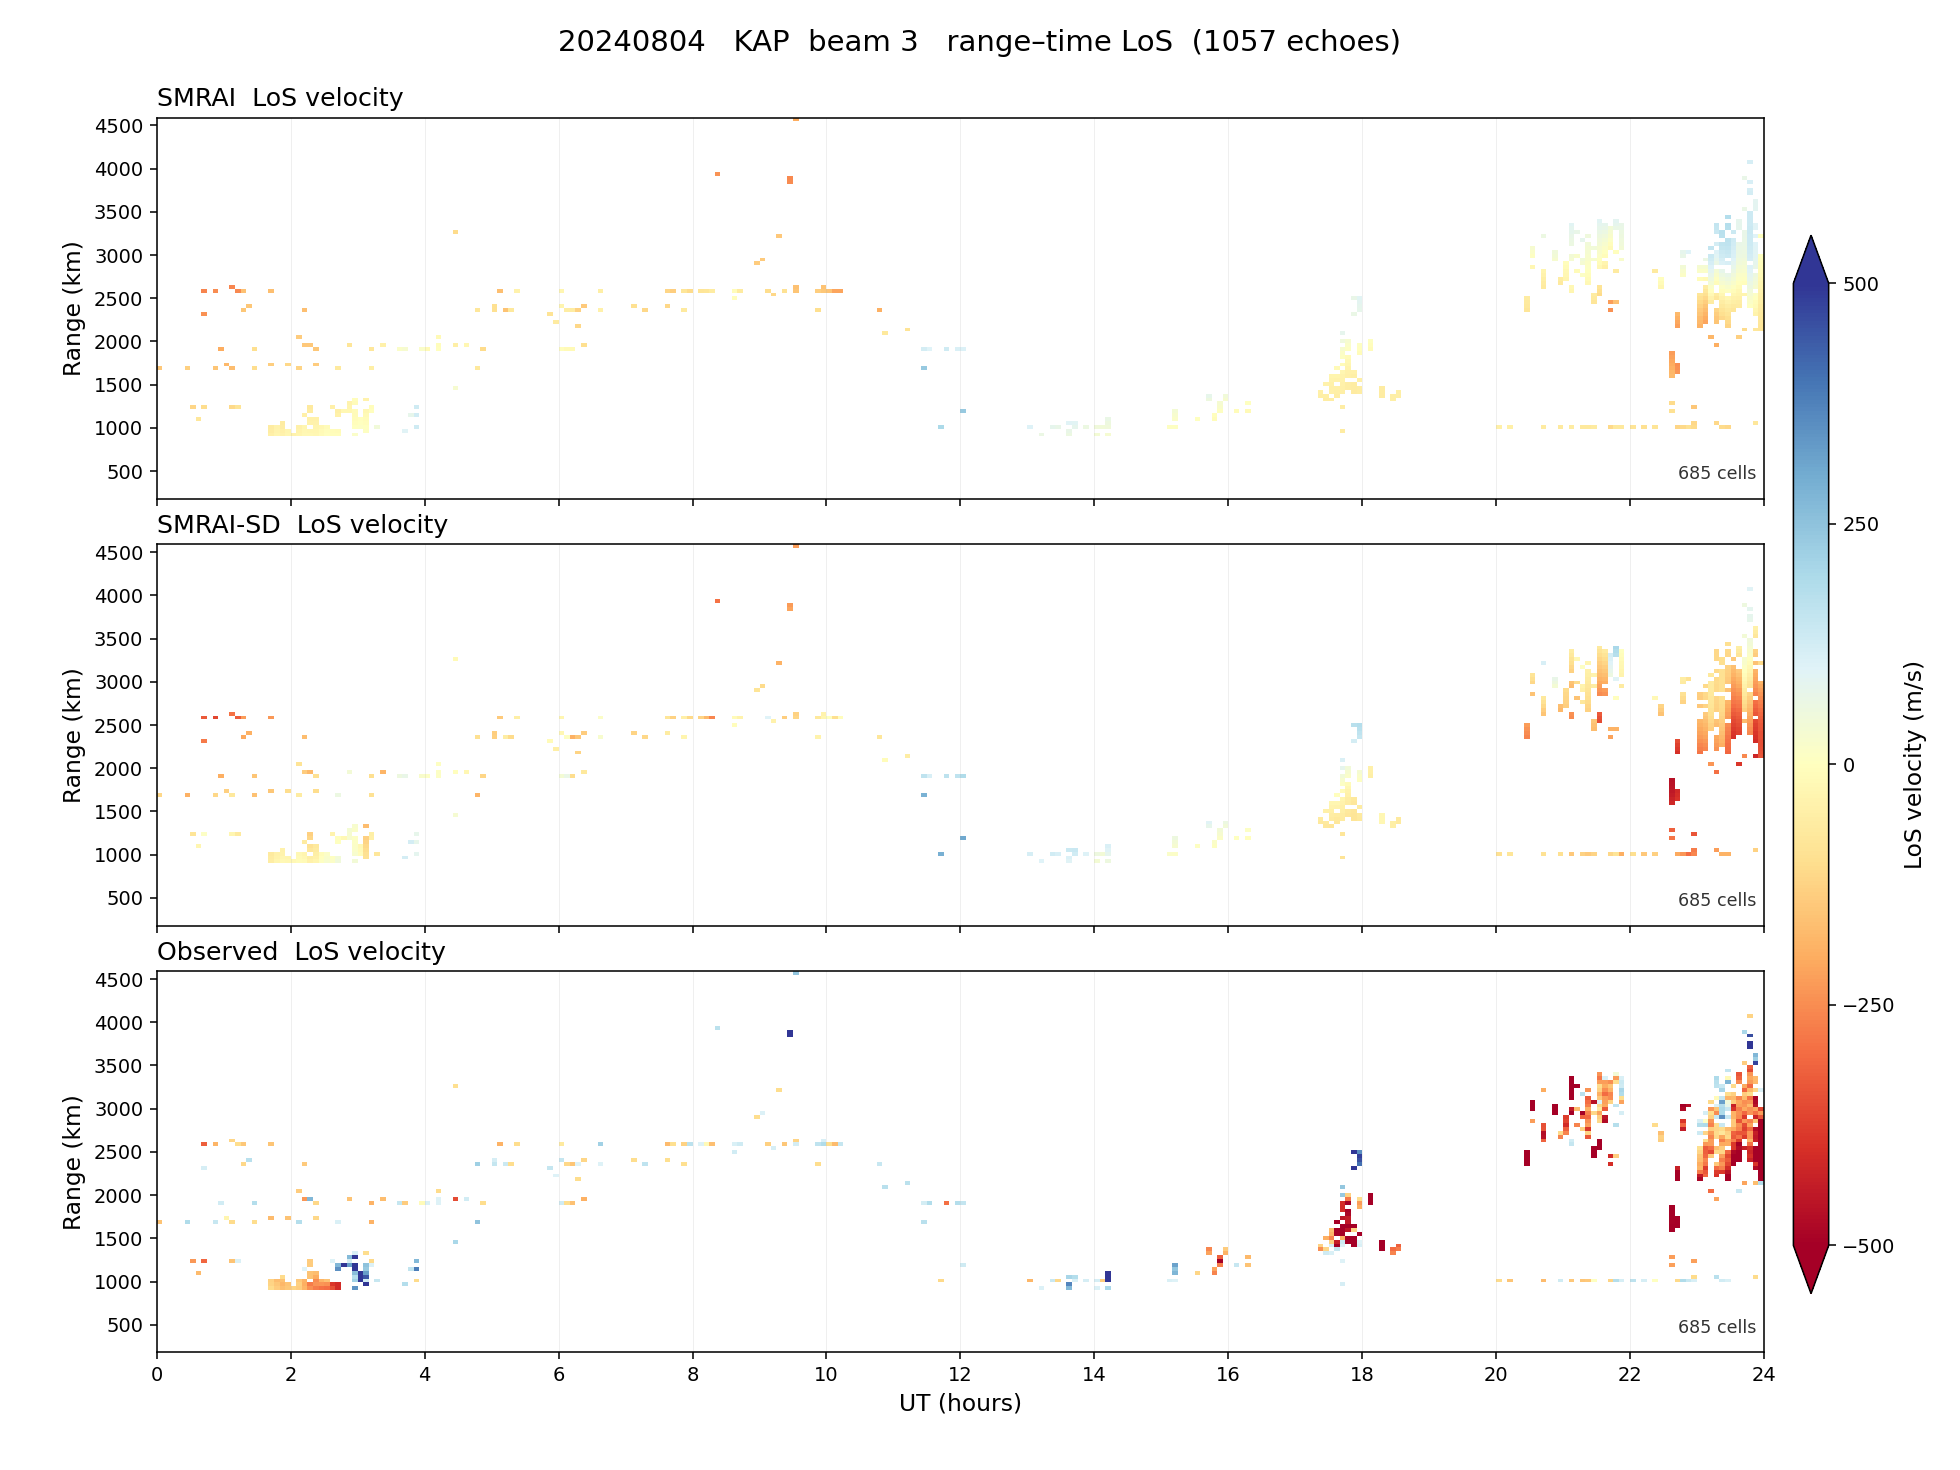 20240804   KAP  beam 3   range–time LoS  (1057 echoes)
SMRAI  LoS velocity
4500
4000
3500
3000
2500
2000
1500
1000
500
Range (km)
685 cells
SMRAI-SD  LoS velocity
4500
4000
3500
3000
2500
2000
1500
1000
500
Range (km)
685 cells
Observed  LoS velocity
4500
4000
3500
3000
2500
2000
1500
1000
500
Range (km)
685 cells
0 2 4 6 8 10 12 14 16 18 20 22 24
UT (hours)
500
250
0
−250
−500
LoS velocity (m/s)